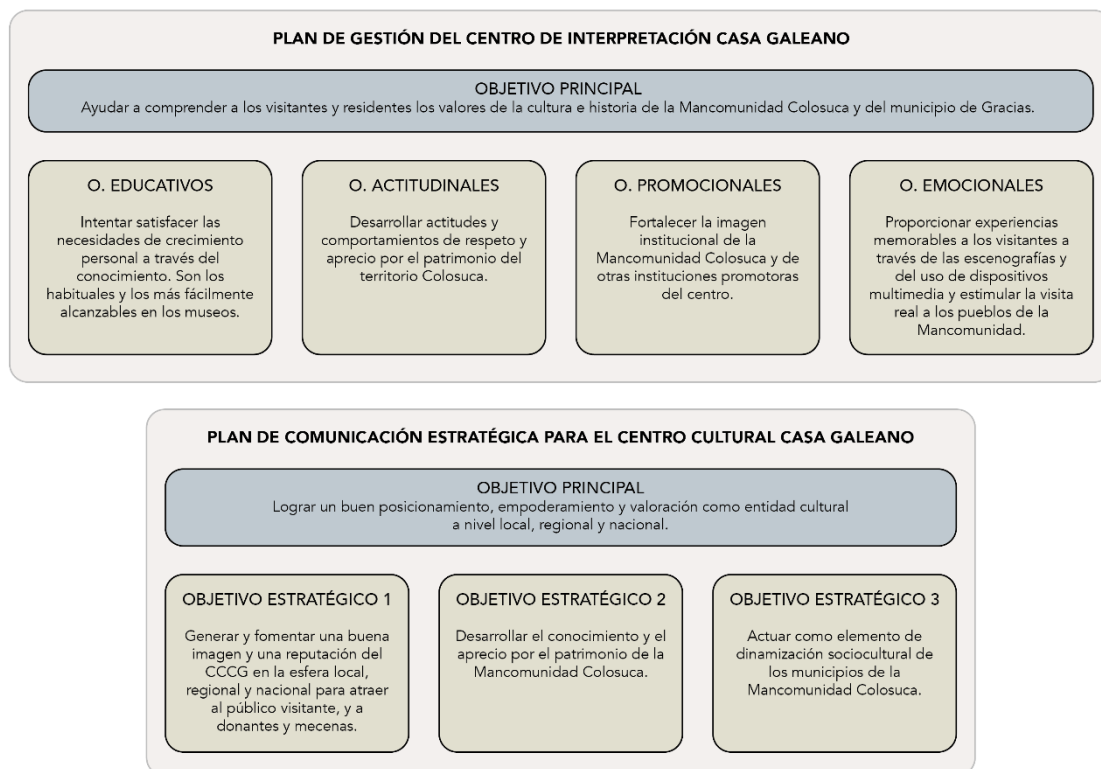 PLAN DE GESTIÓN DEL CENTRO DE INTERPRETACIÓN CASA GALEANO
OBJETIVO PRINCIPAL
Ayudar a comprender a los visitantes y residentes los valores de la cultura e historia de la Mancomunidad Colosuca y del municipio de Gracias.
O. EDUCATIVOS
Intentar satisfacer las
necesidades de crecimiento
personal a través del
conocimiento. Son los
habituales y los más fácilmente
alcanzables en los museos.
O. ACTITUDINALES
Desarrollar actitudes y
comportamientos de respeto y
aprecio por el patrimonio del
territorio Colosuca.
O. PROMOCIONALES
Fortalecer la imagen
institucional de la
Mancomunidad Colosuca y de
otras instituciones promotoras
del centro.
O. EMOCIONALES
Proporcionar experiencias
memorables a los visitantes a
través de las escenografías y
del uso de dispositivos
multimedia y estimular la visita
real a los pueblos de la
Mancomunidad.
PLAN DE COMUNICACIÓN ESTRATÉGICA PARA EL CENTRO CULTURAL CASA GALEANO
OBJETIVO PRINCIPAL
Lograr un buen posicionamiento, empoderamiento y valoración como entidad cultural
a nivel local, regional y nacional.
OBJETIVO ESTRATÉGICO 1
Generar y fomentar una buena
imagen y una reputación del
CCCG en la esfera local,
regional y nacional para atraer
al público visitante, y a
donantes y mecenas.
OBJETIVO ESTRATÉGICO 2
Desarrollar el conocimiento y el
aprecio por el patrimonio de la
Mancomunidad Colosuca.
OBJETIVO ESTRATÉGICO 3
Actuar como elemento de
dinamización sociocultural de
los municipios de la
Mancomunidad Colosuca.